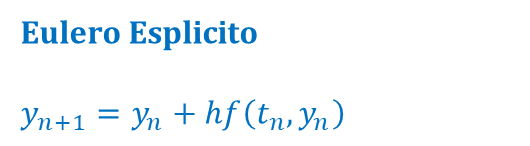 Eulero Esplicito
yₙ₊₁ = yₙ + hf(tₙ, yₙ)